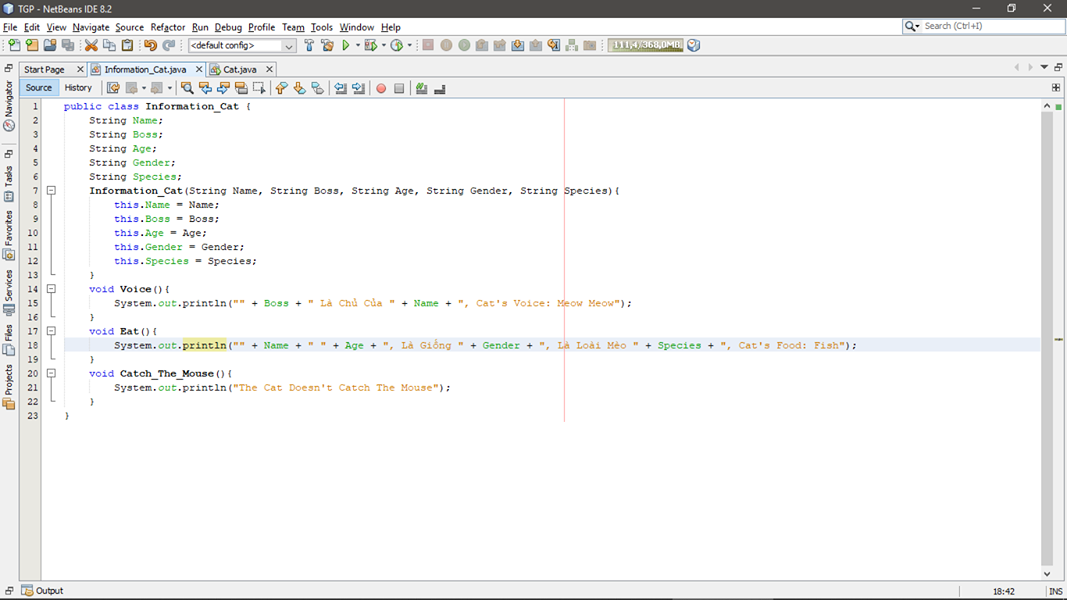 TGP - NetBeans IDE 8.2
File Edit View Navigate Source Refactor Run Debug Profile Team Tools Window Help
Search (Ctrl+I)
<default config>
111,4/368,0MB
Start Page Information_Cat.java Cat.java
Source History
Navigator
Tasks
Favorites
Services
Files
Projects
1 public class Information_Cat {
2 String Name;
3 String Boss;
4 String Age;
5 String Gender;
6 String Species;
7 Information_Cat(String Name, String Boss, String Age, String Gender, String Species){
8 this.Name = Name;
9 this.Boss = Boss;
10 this.Age = Age;
11 this.Gender = Gender;
12 this.Species = Species;
13 }
14 void Voice(){
15 System.out.println("" + Boss + " Là Chủ Của " + Name + ", Cat's Voice: Meow Meow");
16 }
17 void Eat(){
18 System.out.println("" + Name + " " + Age + ", Là Giống " + Gender + ", Là Loài Mèo " + Species + ", Cat's Food: Fish");
19 }
20 void Catch_The_Mouse(){
21 System.out.println("The Cat Doesn't Catch The Mouse");
22 }
23 }
Output
18:42 INS